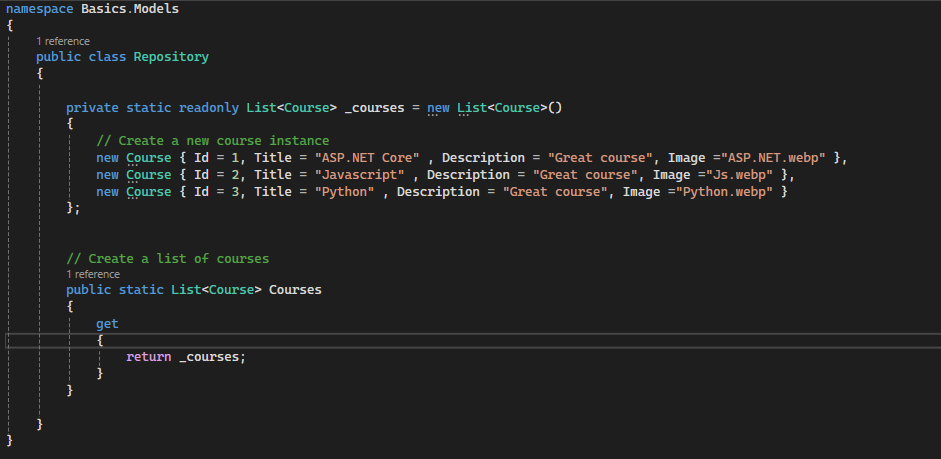 namespace Basics.Models
{
1 reference
public class Repository
{
private static readonly List<Course> _courses = new List<Course>()
{
// Create a new course instance
new Course { Id = 1, Title = "ASP.NET Core" , Description = "Great course", Image ="ASP.NET.webp" },
new Course { Id = 2, Title = "Javascript" , Description = "Great course", Image ="Js.webp" },
new Course { Id = 3, Title = "Python" , Description = "Great course", Image ="Python.webp" }
};
// Create a list of courses
1 reference
public static List<Course> Courses
{
get
{
return _courses;
}
}
}
}